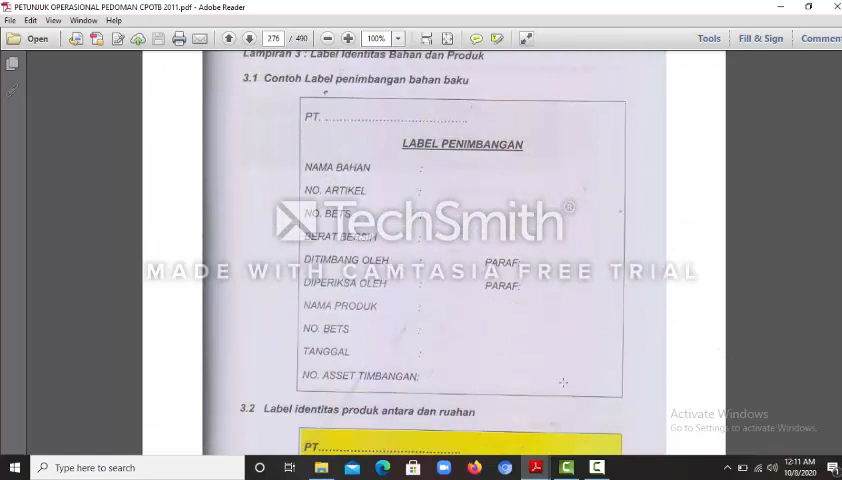 PETUNJUK OPERASIONAL PEDOMAN CPOTB 2011.pdf - Adobe Reader
File Edit View Window Help
Open 276 / 490 100% Tools Fill & Sign Comment
Lampiran 3 : Label Identitas Bahan dan Produk
3.1 Contoh Label penimbangan bahan baku
PT. ............................................
LABEL PENIMBANGAN
NAMA BAHAN :
NO. ARTIKEL :
NO. BETS :
TechSmith®
BERAT BERSIH :
DITIMBANG OLEH : PARAF:
MADE WITH CAMTASIA FREE TRIAL
DIPERIKSA OLEH : PARAF:
NAMA PRODUK :
NO. BETS :
TANGGAL :
NO. ASSET TIMBANGAN:
3.2 Label identitas produk antara dan ruahan
PT............................................
Activate Windows
Go to Settings to activate Windows.
Type here to search
12:11 AM
10/8/2020